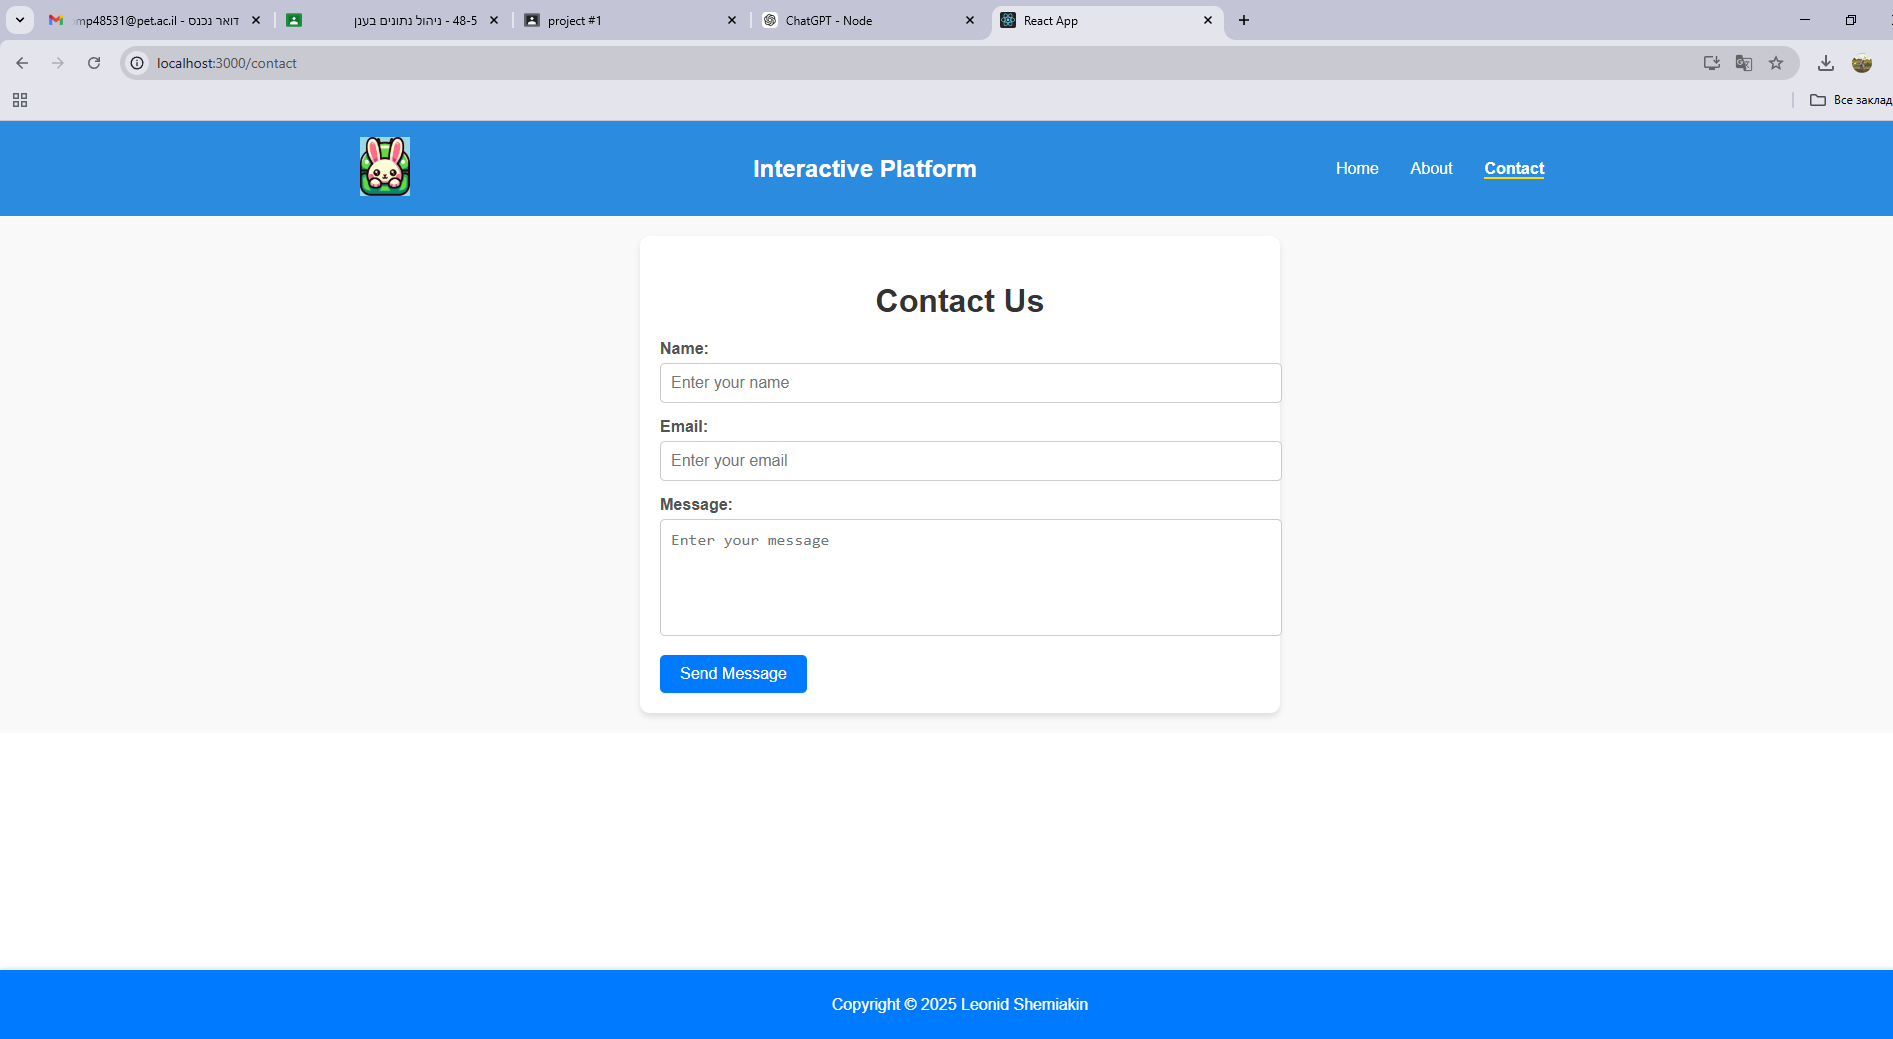 mp48531@pet.ac.il - דואר נכנס
48-5 - ניהול נתונים בענן
project #1
ChatGPT - Node
React App
localhost:3000/contact
Все заклад
Interactive Platform
Home
About
Contact
Contact Us
Name:
Enter your name
Email:
Enter your email
Message:
Enter your message
Send Message
Copyright © 2025 Leonid Shemiakin